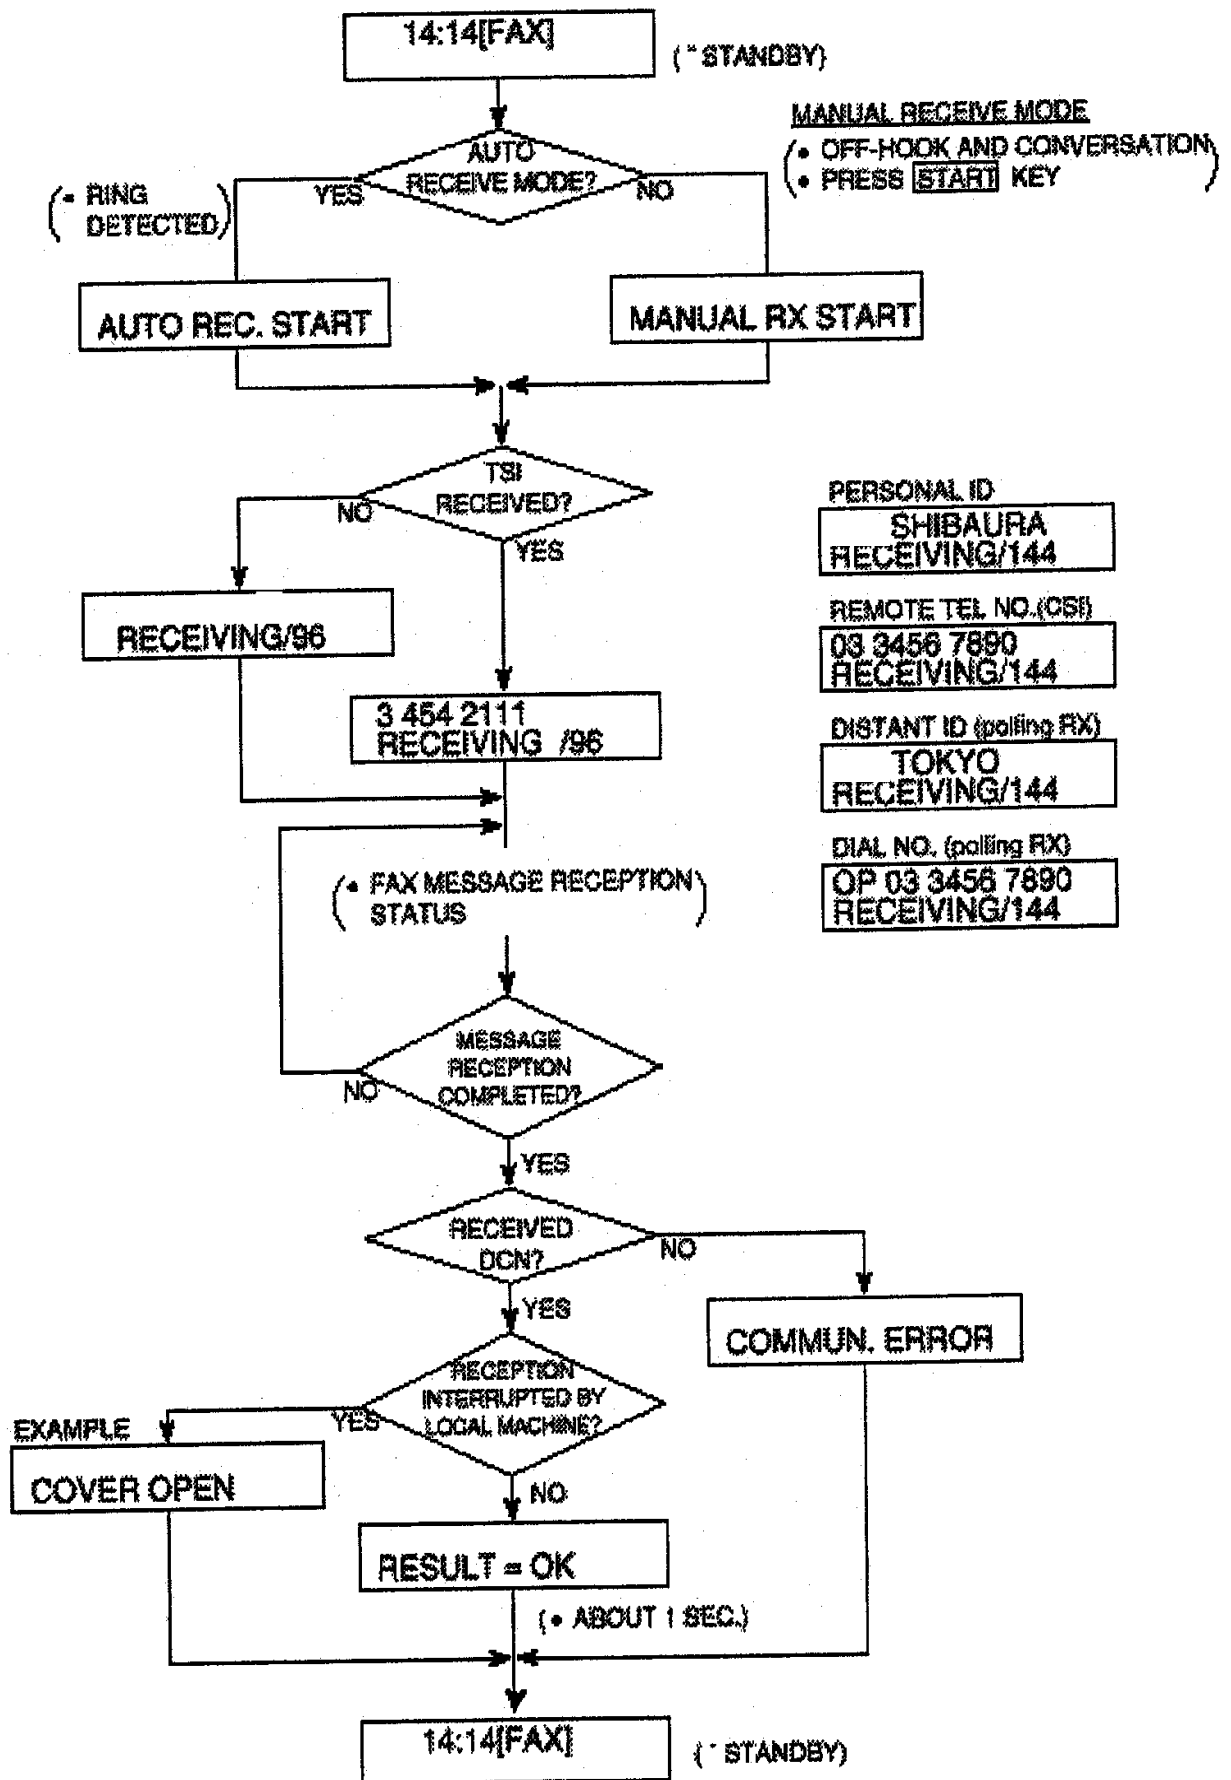 14:14[FAX]
( " STANDBY)
MANUAL RECEIVE MODE
• OFF-HOOK AND CONVERSATION
• PRESS START KEY
AUTO
RECEIVE MODE?
YES
NO
• RING
DETECTED
AUTO REC. START
MANUAL RX START
TSI
RECEIVED?
NO
YES
PERSONAL ID
SHIBAURA
RECEIVING/144
RECEIVING/96
REMOTE TEL NO.(CSI)
03 3456 7890
RECEIVING/144
3 454 2111
RECEIVING /96
DISTANT ID (polling RX)
TOKYO
RECEIVING/144
DIAL NO. (polling RX)
OP 03 3456 7890
RECEIVING/144
(• FAX MESSAGE RECEPTION
STATUS )
MESSAGE
RECEPTION
COMPLETED?
NO
YES
RECEIVED
DCN?
NO
YES
COMMUN. ERROR
RECEPTION
INTERRUPTED BY
LOCAL MACHINE?
YES
NO
EXAMPLE
COVER OPEN
RESULT = OK
(• ABOUT 1 SEC.)
14:14[FAX]
( " STANDBY)